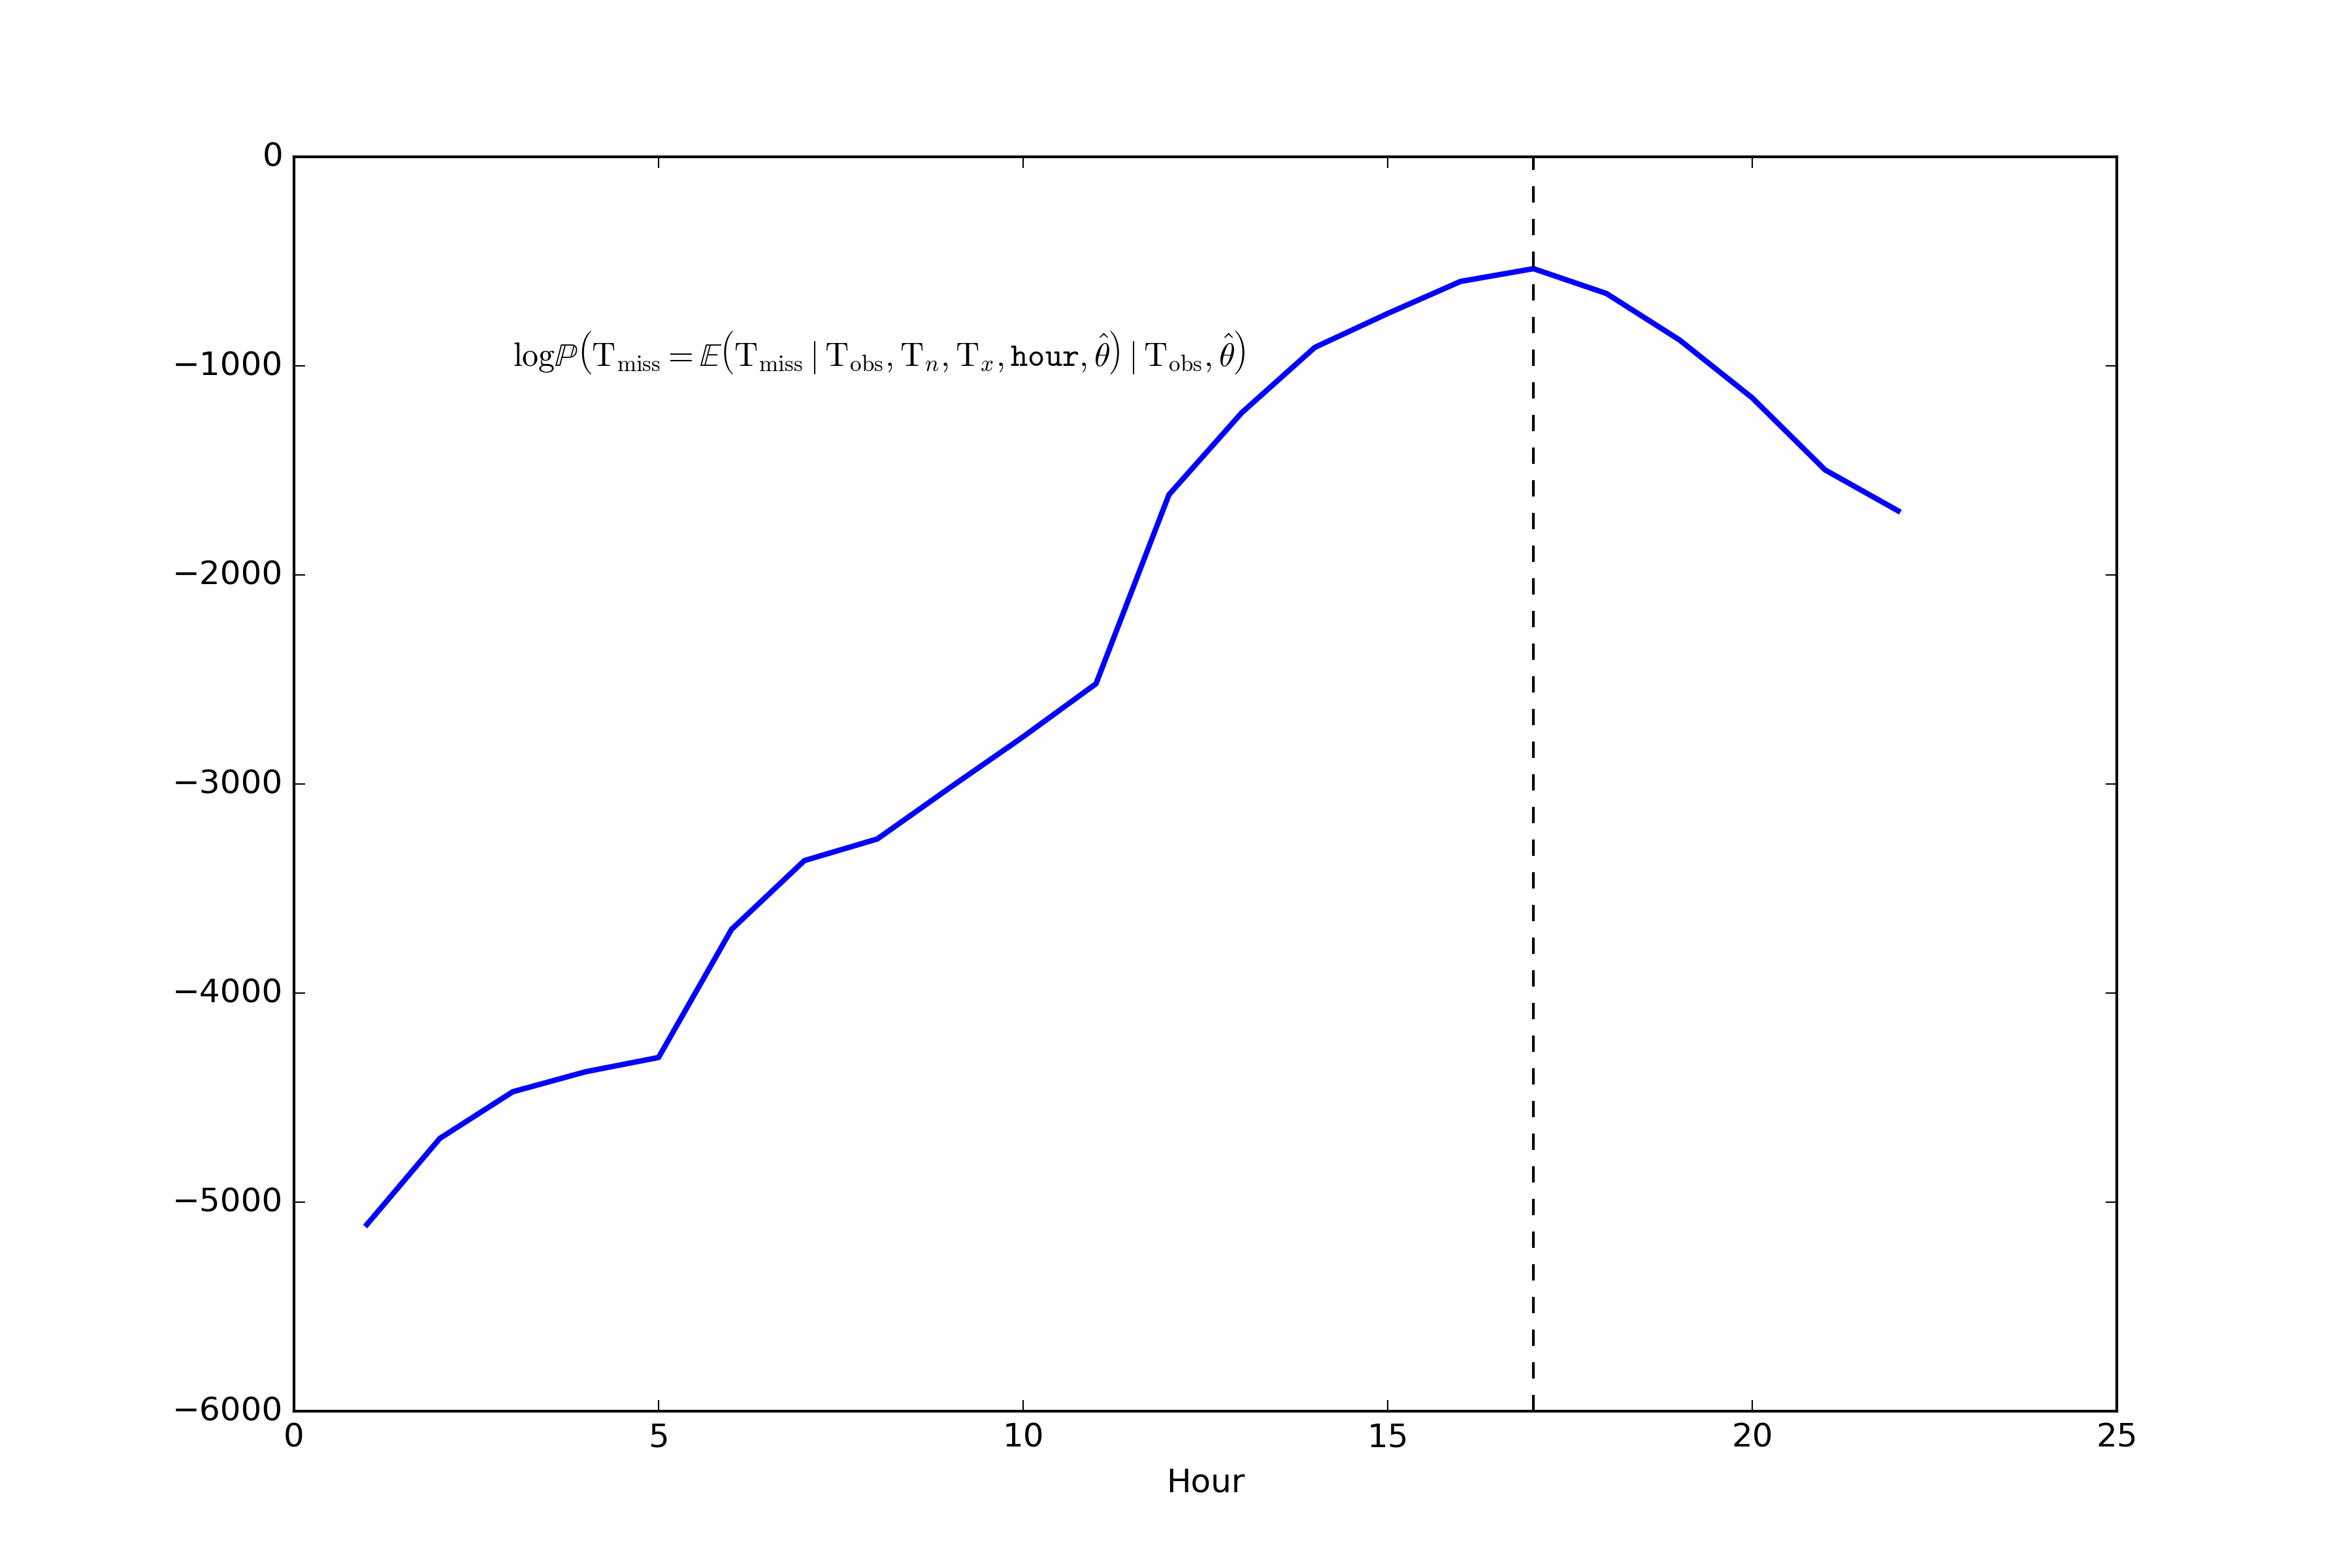 0
−1000
−2000
−3000
−4000
−5000
−6000
log ℙ(T_miss = 𝔼(T_miss | T_obs, T_n, T_x, hour, θ̂) | T_obs, θ̂)
0 5 10 15 20 25
Hour